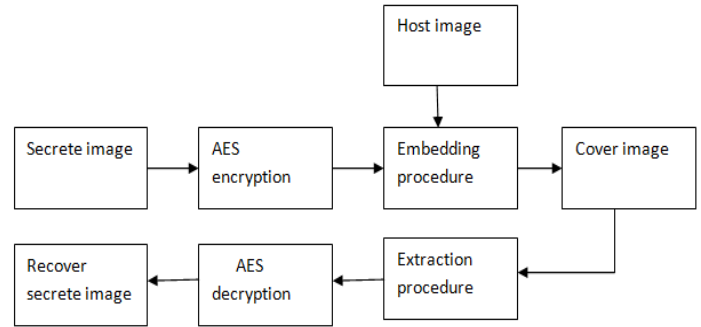 Host image
Secrete image
AES
encryption
Embedding
procedure
Cover image
Recover
secrete image
AES
decryption
Extraction
procedure